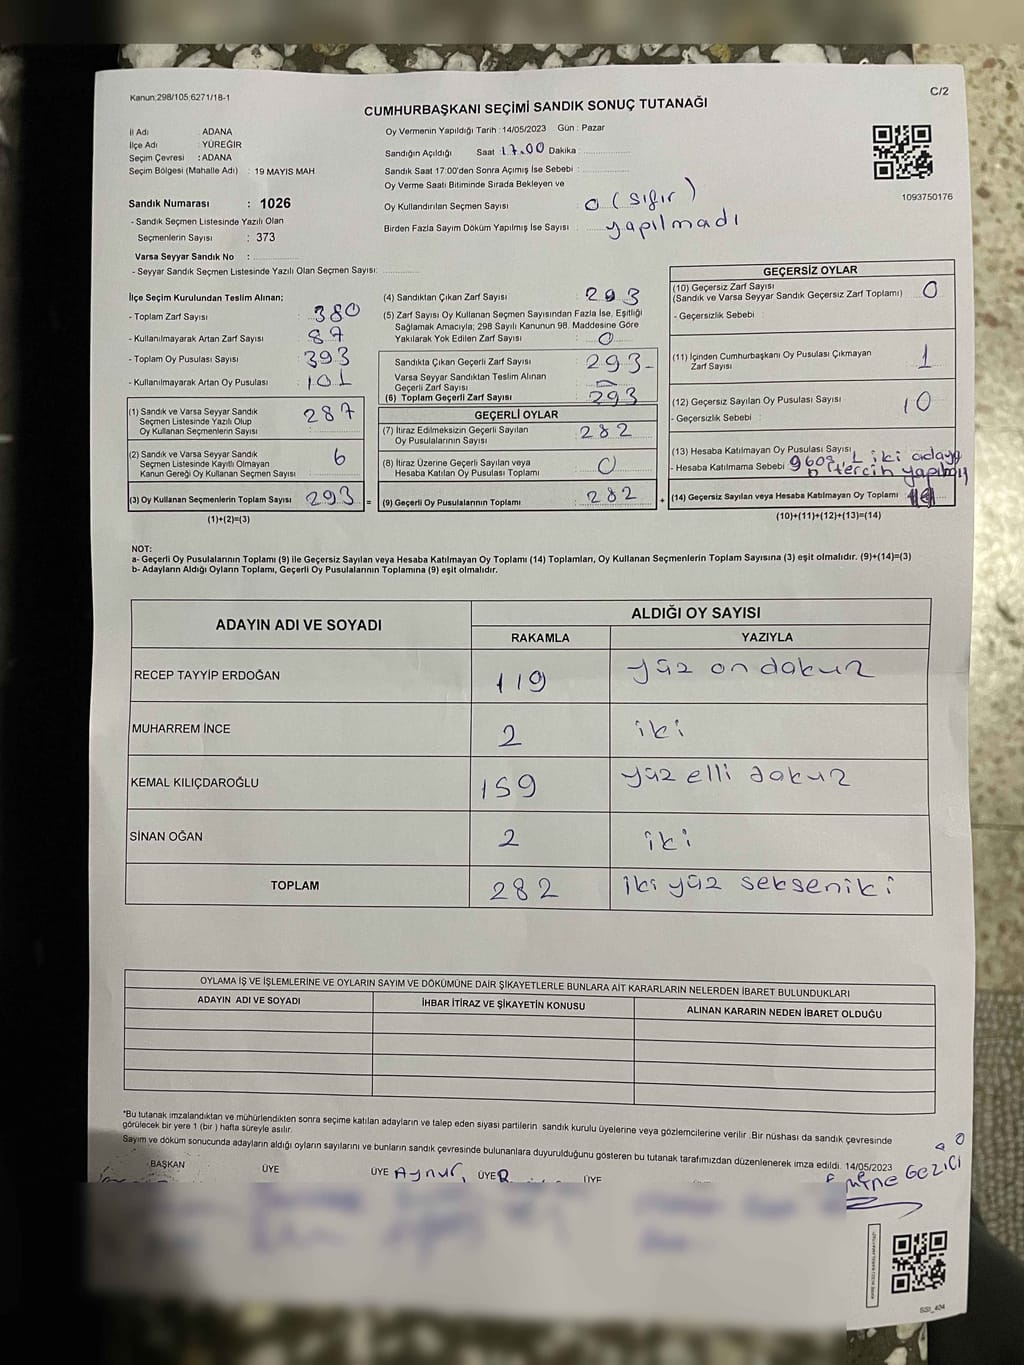 Kanun;298/105;6271/18-1
C/2
CUMHURBAŞKANI SEÇİMİ SANDIK SONUÇ TUTANAĞI
İl Adı : ADANA
İlçe Adı : YÜREĞİR
Seçim Çevresi : ADANA
Seçim Bölgesi (Mahalle Adı) : 19 MAYIS MAH
Sandık Numarası : 1026
- Sandık Seçmen Listesinde Yazılı Olan
Seçmenlerin Sayısı : 373
Varsa Seyyar Sandık No :
- Seyyar Sandık Seçmen Listesinde Yazılı Olan Seçmen Sayısı:
Oy Vermenin Yapıldığı Tarih : 14/05/2023 Gün : Pazar
Sandığın Açıldığı Saat 17.00 Dakika
Sandık Saat 17:00'den Sonra Açımış İse Sebebi :
Oy Verme Saati Bitiminde Sırada Bekleyen ve
Oy Kullandırılan Seçmen Sayısı : 0 (sıfır)
Birden Fazla Sayım Döküm Yapılmış İse Sayısı : yapılmadı
1093750176
İlçe Seçim Kurulundan Teslim Alınan;
- Toplam Zarf Sayısı : 380
- Kullanılmayarak Artan Zarf Sayısı : 87
- Toplam Oy Pusulası Sayısı : 393
- Kullanılmayarak Artan Oy Pusulası : 101
(1) Sandık ve Varsa Seyyar Sandık
Seçmen Listesinde Yazılı Olup
Oy Kullanan Seçmenlerin Sayısı
287
(2) Sandık ve Varsa Seyyar Sandık
Seçmen Listesinde Kayıtlı Olmayan
Kanun Gereği Oy Kullanan Seçmen Sayısı
6
(3) Oy Kullanan Seçmenlerin Toplam Sayısı 293 =
(1)+(2)=(3)
(4) Sandıktan Çıkan Zarf Sayısı : 293
(5) Zarf Sayısı Oy Kullanan Seçmen Sayısından Fazla İse, Eşitliği
Sağlamak Amacıyla; 298 Sayılı Kanunun 98. Maddesine Göre
Yakılarak Yok Edilen Zarf Sayısı : 0
Sandıkta Çıkan Geçerli Zarf Sayısı : 293
Varsa Seyyar Sandıktan Teslim Alınan
Geçerli Zarf Sayısı
(6) Toplam Geçerli Zarf Sayısı : 293
GEÇERLİ OYLAR
(7) İtiraz Edilmeksizin Geçerli Sayılan
Oy Pusulalarının Sayısı
282
(8) İtiraz Üzerine Geçerli Sayılan veya
Hesaba Katılan Oy Pusulası Toplamı
0
(9) Geçerli Oy Pusulalarının Toplamı 282 +
GEÇERSİZ OYLAR
(10) Geçersiz Zarf Sayısı
(Sandık ve Varsa Seyyar Sandık Geçersiz Zarf Toplamı) : 0
- Geçersizlik Sebebi :
(11) İçinden Cumhurbaşkanı Oy Pusulası Çıkmayan
Zarf Sayısı
1
(12) Geçersiz Sayılan Oy Pusulası Sayısı : 10
- Geçersizlik Sebebi :
(13) Hesaba Katılmayan Oy Pusulası Sayısı
- Hesaba Katılmama Sebebi iki adaya
tercih yapılmış
(14) Geçersiz Sayılan veya Hesaba Katılmayan Oy Toplamı
(10)+(11)+(12)+(13)=(14)
NOT:
a- Geçerli Oy Pusulalarının Toplamı (9) ile Geçersiz Sayılan veya Hesaba Katılmayan Oy Toplamı (14) Toplamları, Oy Kullanan Seçmenlerin Toplam Sayısına (3) eşit olmalıdır. (9)+(14)=(3)
b- Adayların Aldığı Oyların Toplamı, Geçerli Oy Pusulalarının Toplamına (9) eşit olmalıdır.
ADAYIN ADI VE SOYADI
ALDIĞI OY SAYISI
RAKAMLA YAZIYLA
RECEP TAYYİP ERDOĞAN 119 yüz on dokuz
MUHARREM İNCE 2 iki
KEMAL KILIÇDAROĞLU 159 yüz elli dokuz
SİNAN OĞAN 2 iki
TOPLAM 282 iki yüz sekseniki
OYLAMA İŞ VE İŞLEMLERİNE VE OYLARIN SAYIM VE DÖKÜMÜNE DAİR ŞİKAYETLERLE BUNLARA AİT KARARLARIN NELERDEN İBARET BULUNDUKLARI
ADAYIN ADI VE SOYADI İHBAR İTİRAZ VE ŞİKAYETİN KONUSU ALINAN KARARIN NEDEN İBARET OLDUĞU
*Bu tutanak imzalandıktan ve mühürlendikten sonra seçime katılan adayların ve talep eden siyasi partilerin sandık kurulu üyelerine veya gözlemcilerine verilir. Bir nüshası da sandık çevresinde
görülecek bir yere 1 (bir ) hafta süreyle asılır.
Sayım ve döküm sonucunda adayların aldığı oyların sayılarını ve bunların sandık çevresinde bulunanlara duyurulduğunu gösteren bu tutanak tarafımızdan düzenlenerek imza edildi. 14/05/2023
BAŞKAN ÜYE ÜYE Aynur ÜYE ÜYE
GEZİCİ
SSI_404